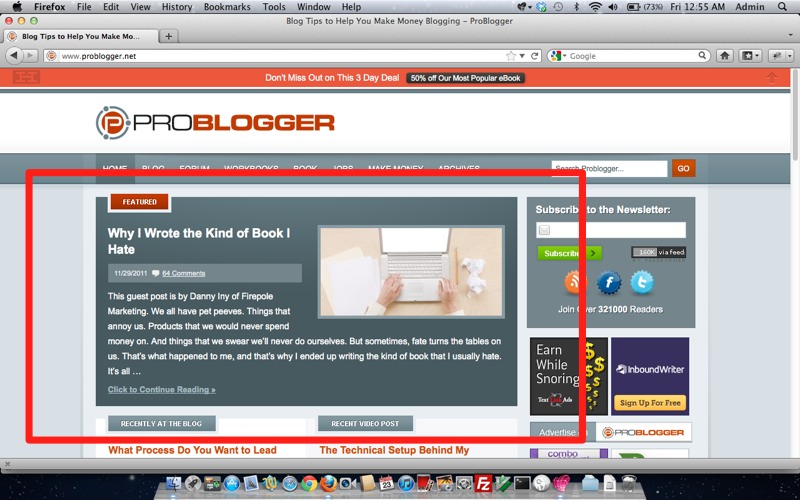 Firefox File Edit View History Bookmarks Tools Window Help (73%) Fri 12:55 AM Admin
Blog Tips to Help You Make Money Blogging – ProBlogger
Blog Tips to Help You Make Mo...
www.problogger.net
Google
Don't Miss Out on This 3 Day Deal 50% off Our Most Popular eBook
PROBLOGGER
HOME BLOG FORUM WORKBOOKS BOOK JOBS MAKE MONEY ARCHIVES
Search Problogger... GO
FEATURED
Why I Wrote the Kind of Book I
Hate
11/29/2011 64 Comments
This guest post is by Danny Iny of Firepole
Marketing. We all have pet peeves. Things that
annoy us. Products that we would never spend
money on. And things that we swear we'll never do ourselves. But sometimes, fate turns the tables on
us. That's what happened to me, and that's why I ended up writing the kind of book that I usually hate.
It's all …
Click to Continue Reading »
Subscribe to the Newsletter:
Subscribe
160K via feed
Join Over 321000 Readers
Earn
While
Snoring
Text Link Ads
InboundWriter
Sign Up For Free
Advertise
PROBLOGGER
combo
RECENTLY AT THE BLOG
RECENT VIDEO POST
What Process Do You Want to Lead
The Technical Setup Behind My